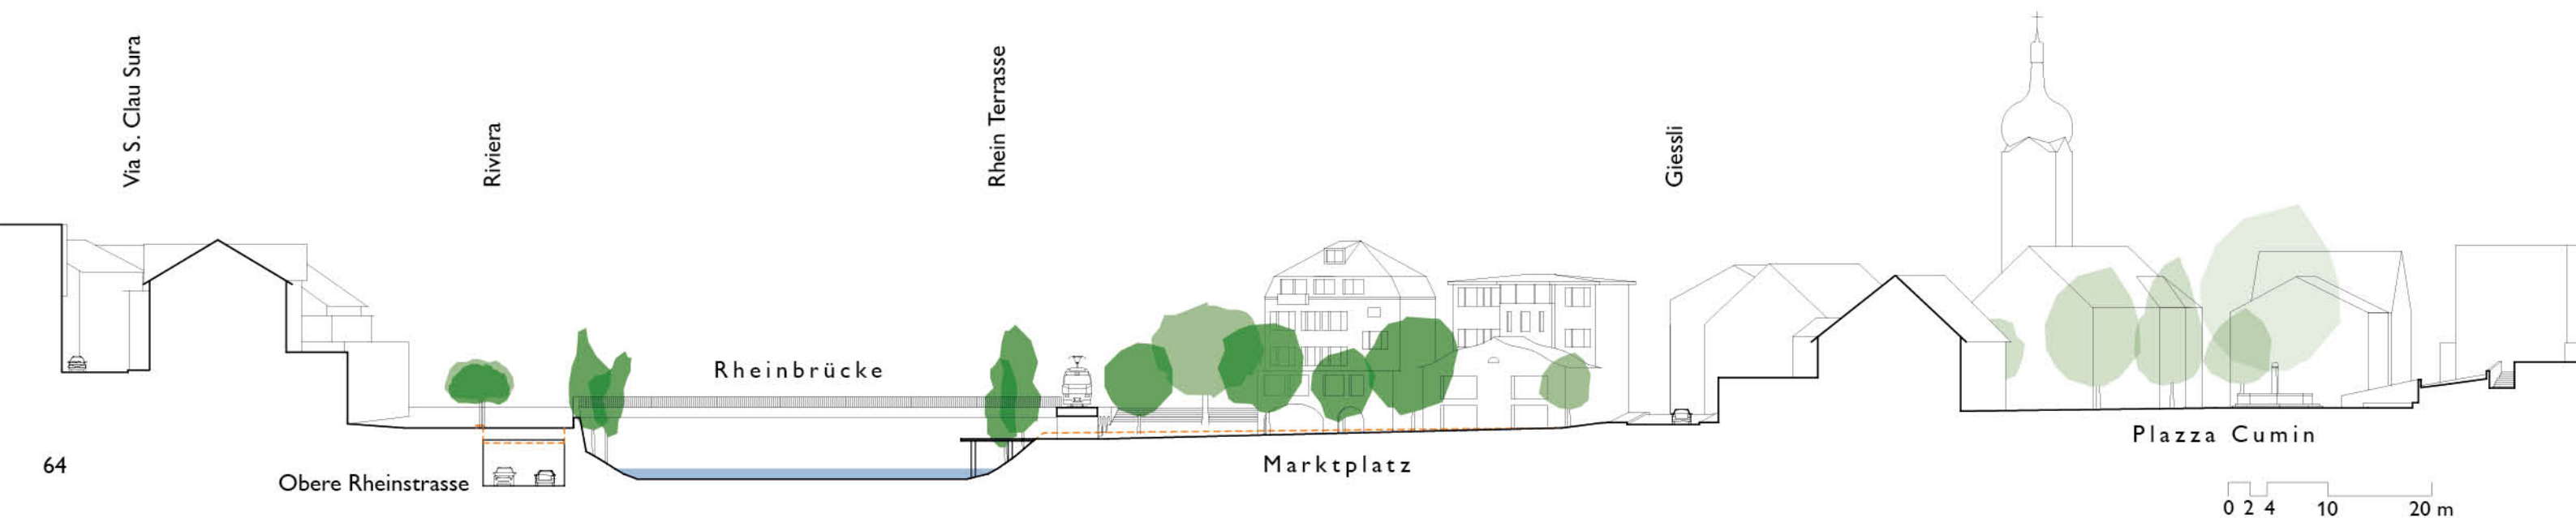 Via S. Clau Sura
Riviera
Rhein Terrasse
Giessli
Rheinbrücke
Plazza Cumin
64
Marktplatz
Obere Rheinstrasse
0 2 4 10 20 m